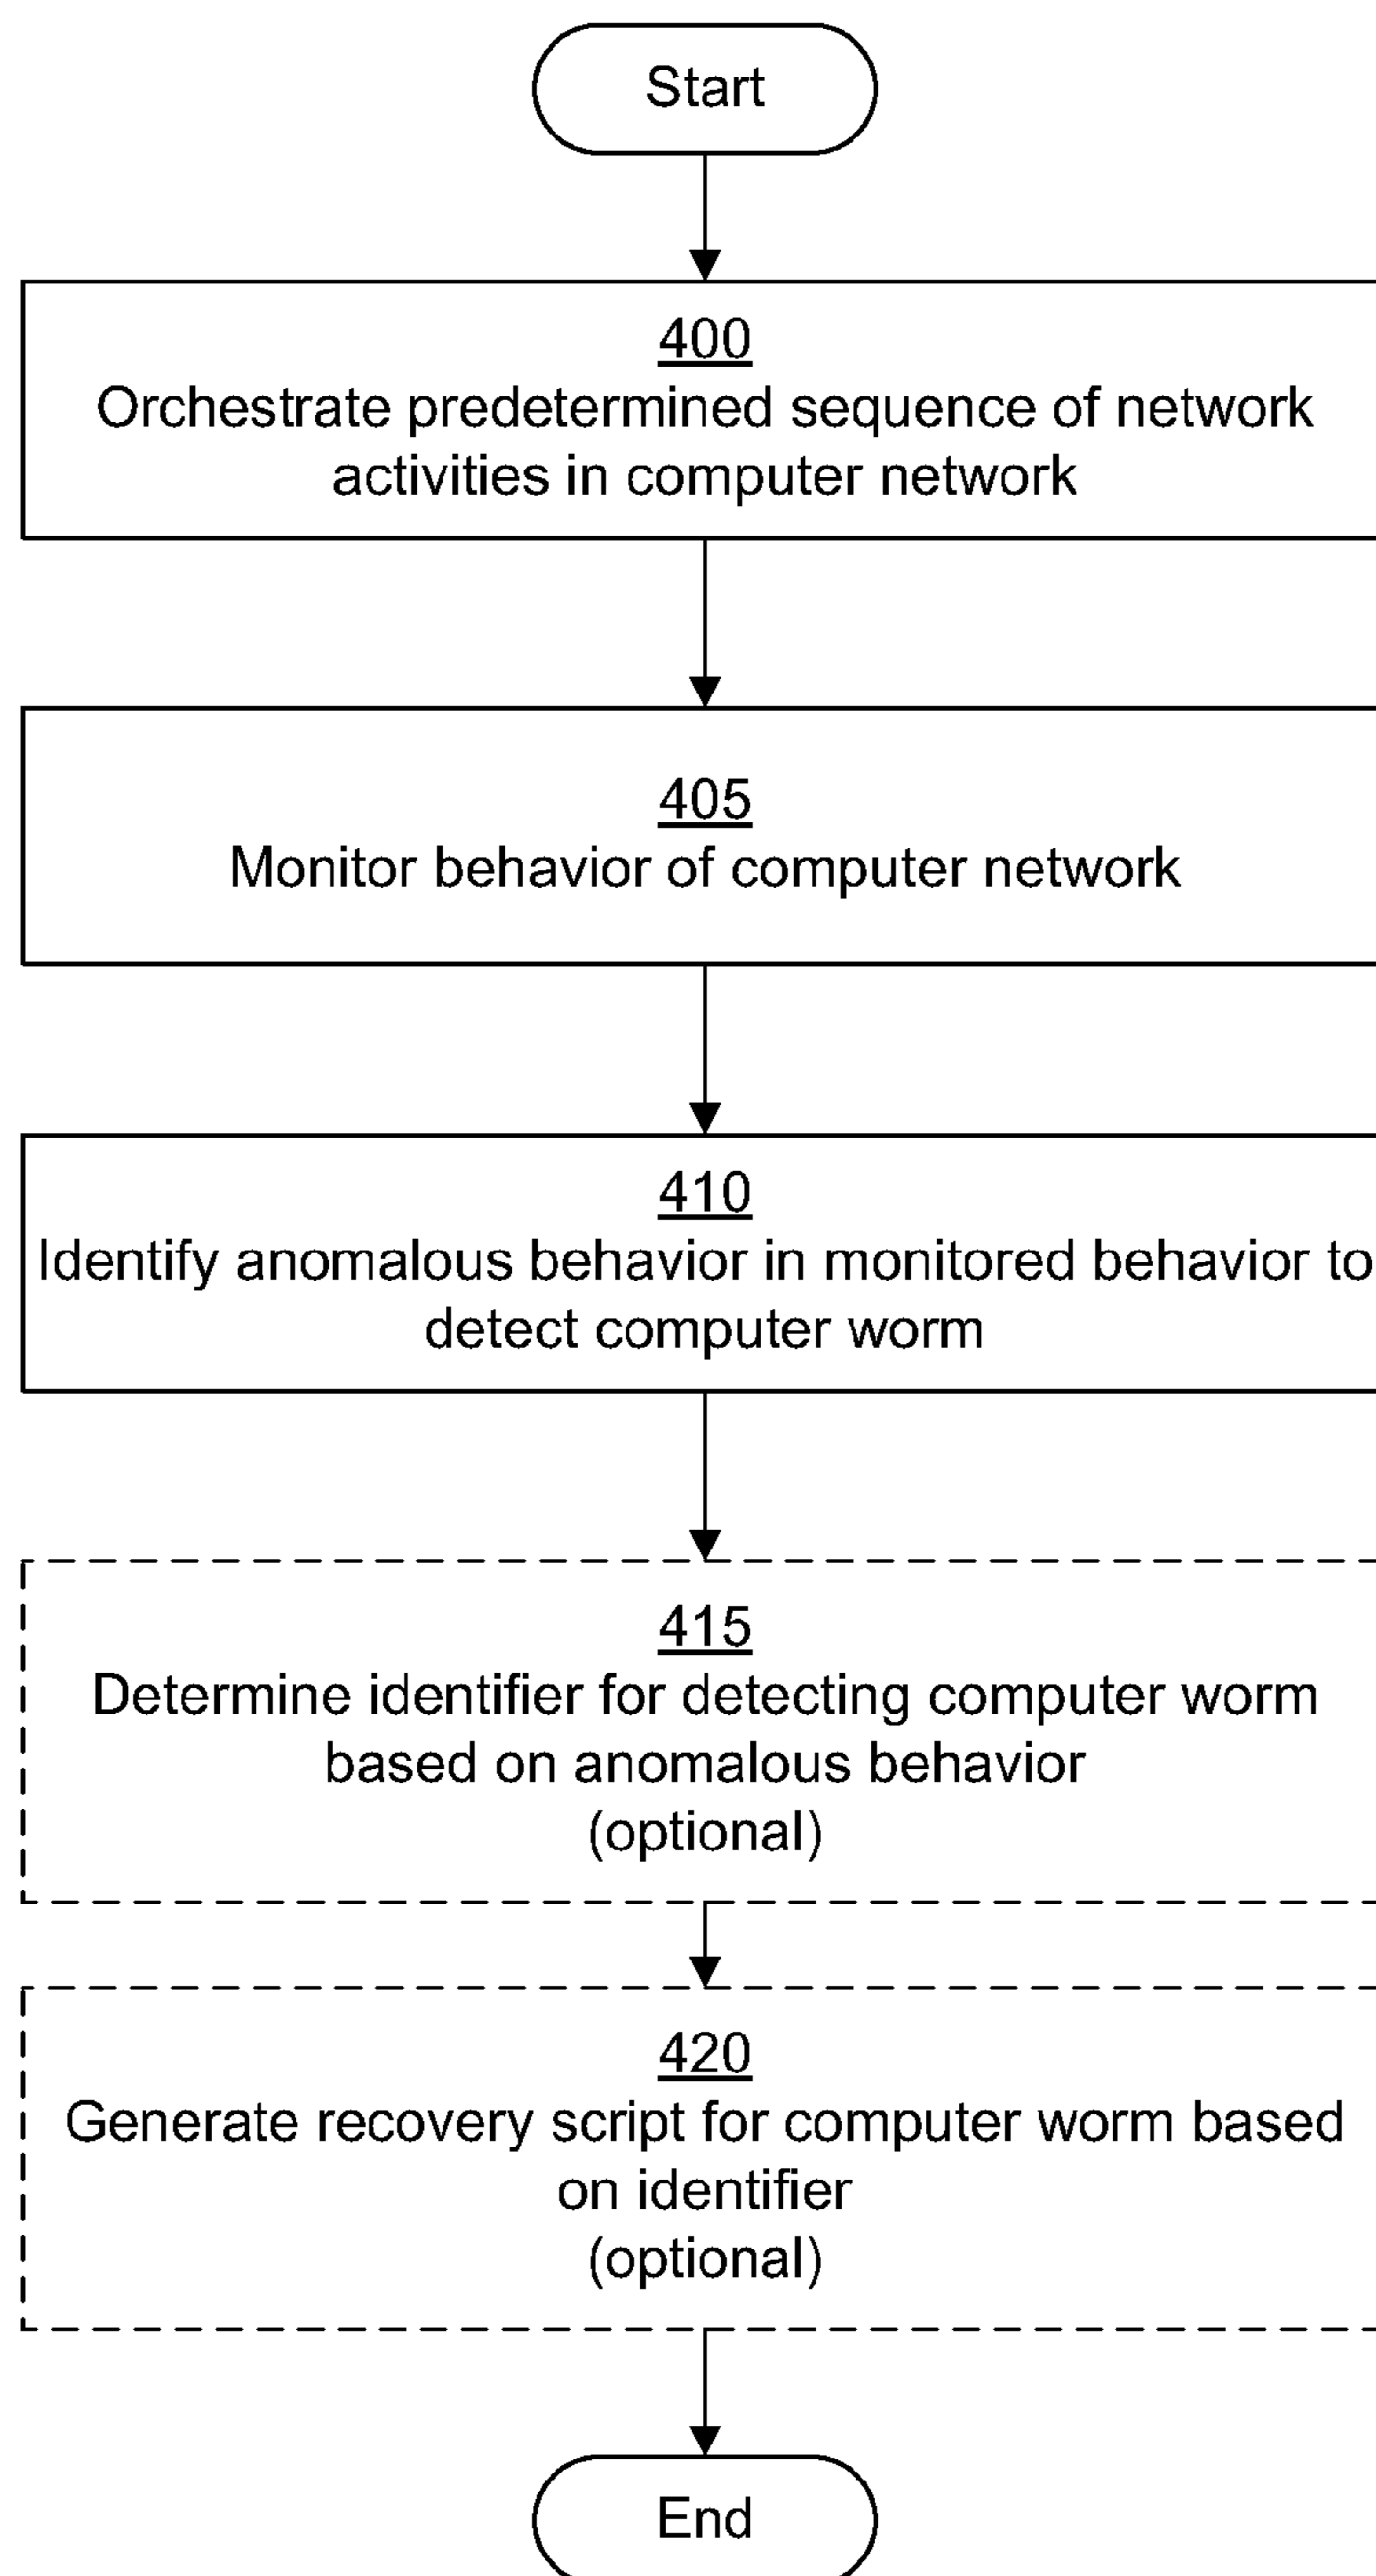 Start
400
Orchestrate predetermined sequence of network
activities in computer network
405
Monitor behavior of computer network
410
Identify anomalous behavior in monitored behavior to
detect computer worm
415
Determine identifier for detecting computer worm
based on anomalous behavior
(optional)
420
Generate recovery script for computer worm based
on identifier
(optional)
End